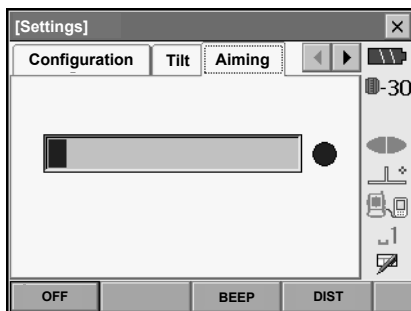 [Settings]
Configuration Tilt Aiming
-30
1
OFF BEEP DIST